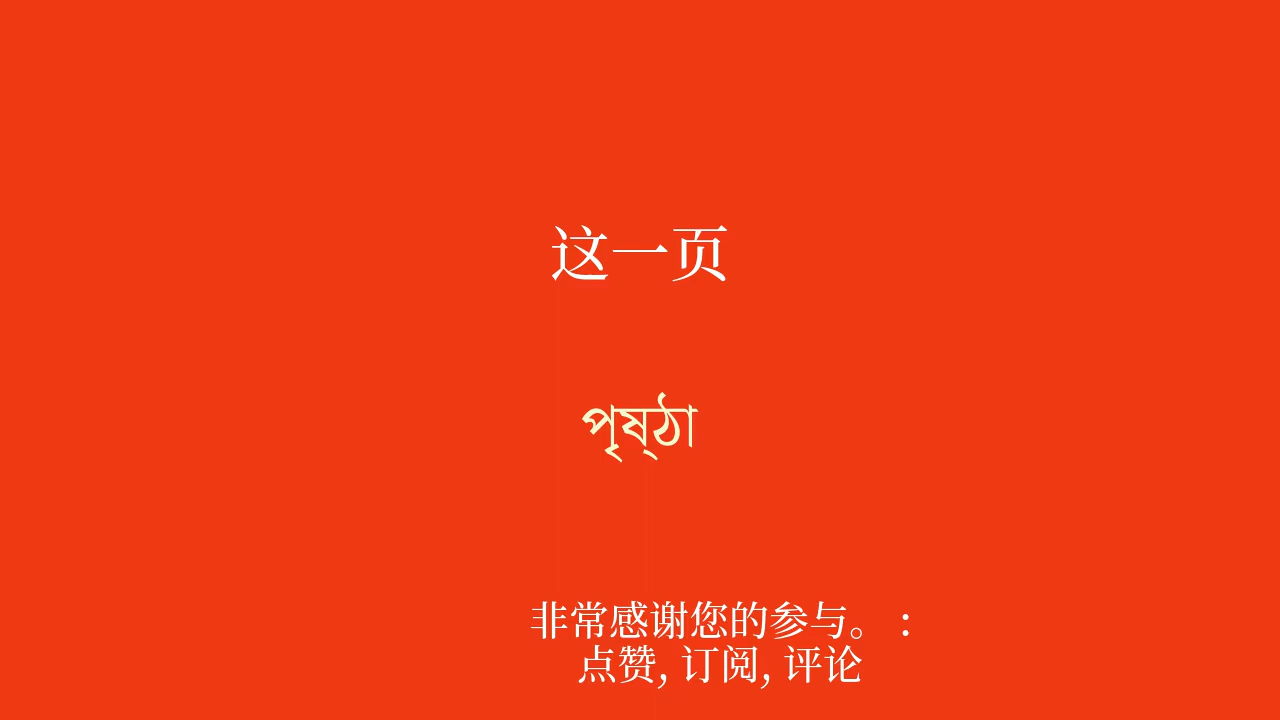 这一页
পৃষ্ঠা
非常感谢您的参与。 :
点赞, 订阅, 评论